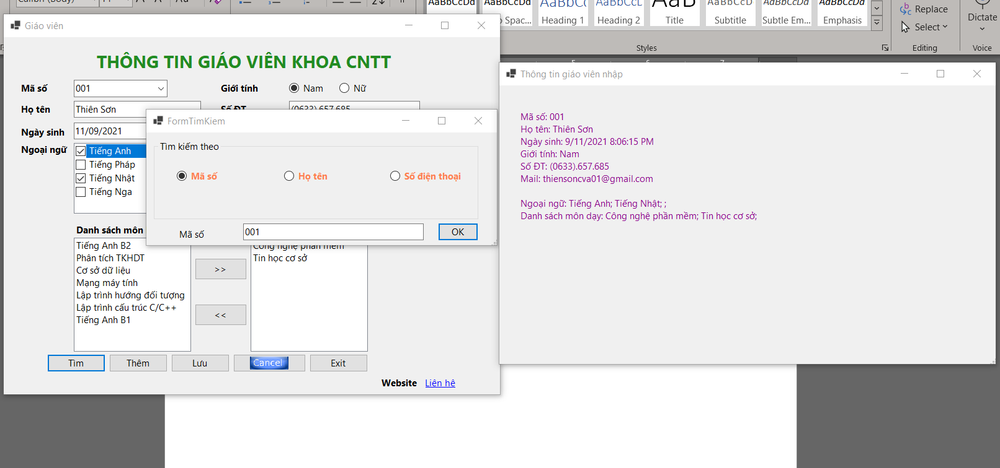 Calibri (Body)
AaBbCcDd
AaBbCcDd
AaBbCc
AaBbCcD
AaB
AaBbCcD
AaBbCcDd
AaBbCcDd
Spac...
Heading 1
Heading 2
Title
Subtitle
Subtle Em...
Emphasis
Replace
Select
Dictate
Styles
Editing
Voice
Giáo viên
THÔNG TIN GIÁO VIÊN KHOA CNTT
Mã số
001
Giới tính
Nam
Nữ
Họ tên
Thiên Sơn
Số ĐT
(0633).657.685
Ngày sinh
11/09/2021
Ngoại ngữ
Tiếng Anh
Tiếng Pháp
Tiếng Nhật
Tiếng Nga
Danh sách môn
Tiếng Anh B2
Phân tích TKHDT
Cơ sở dữ liệu
Mạng máy tính
Lập trình hướng đối tượng
Lập trình cấu trúc C/C++
Tiếng Anh B1
>>
<<
Công nghệ phần mềm
Tin học cơ sở
Tìm
Thêm
Lưu
Cancel
Exit
Website
Liên hê
FormTimKiem
Tìm kiếm theo
Mã số
Họ tên
Số điện thoại
Mã số
001
OK
Thông tin giáo viên nhập
Mã số: 001
Họ tên: Thiên Sơn
Ngày sinh: 9/11/2021 8:06:15 PM
Giới tính: Nam
Số ĐT: (0633).657.685
Mail: thiensoncva01@gmail.com
Ngoại ngữ: Tiếng Anh; Tiếng Nhật; ;
Danh sách môn dạy: Công nghệ phần mềm; Tin học cơ sở;